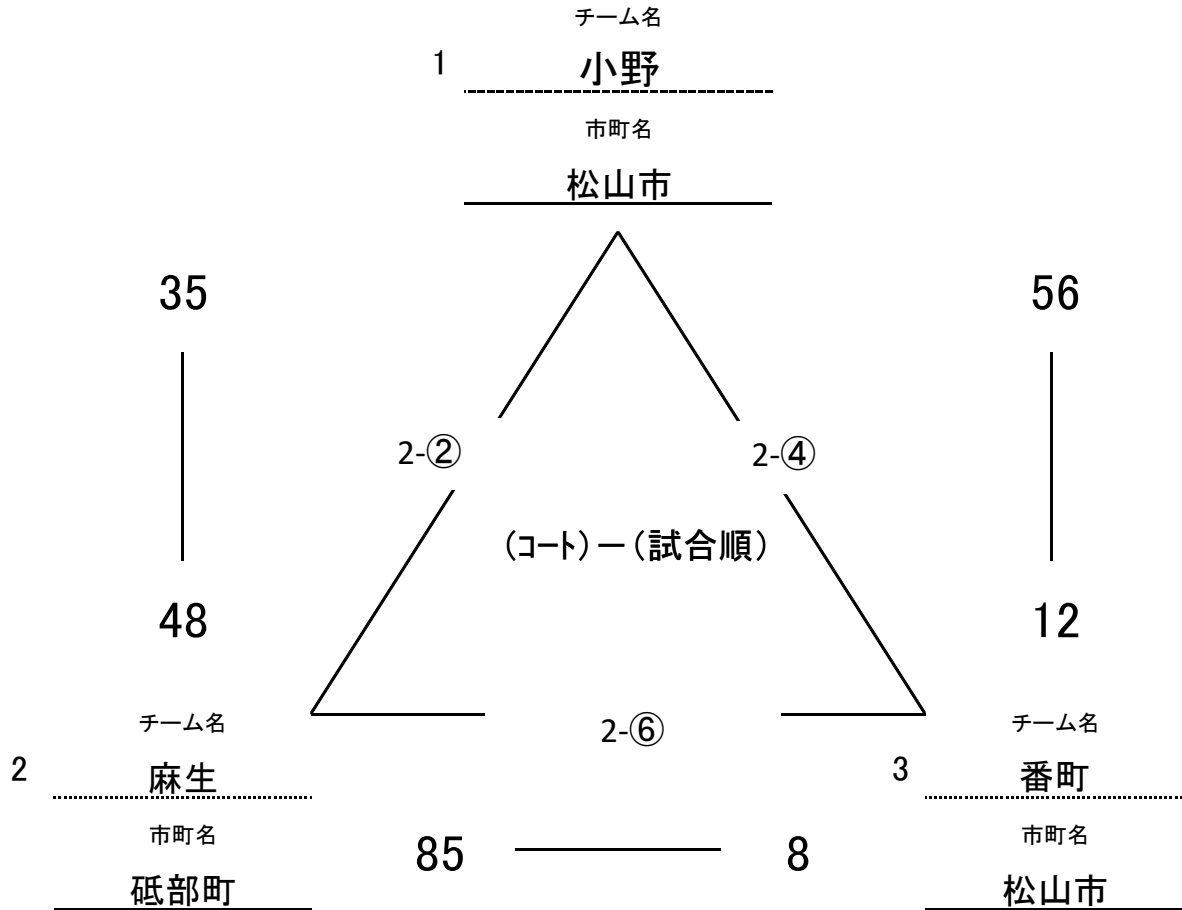 チーム名
1 小野
市町名
松山市
35 56
2-② 2-④
(コート)ー(試合順)
48 12
チーム名 2-⑥ チーム名
2 麻生 3 番町
市町名 85 8 市町名
砥部町 松山市